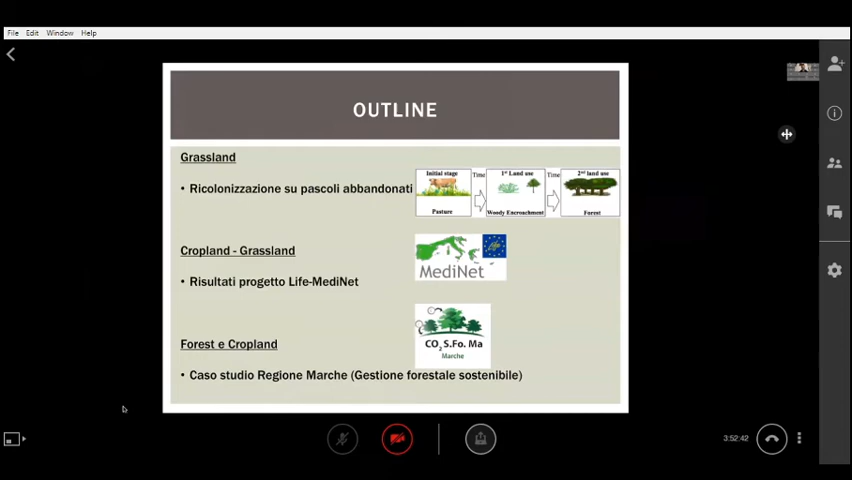 File Edit Window Help
OUTLINE
Grassland
• Ricolonizzazione su pascoli abbandonati
Initial stage Time 1st Land use Time 2nd land use
Pasture Woody Encroachment Forest
Cropland - Grassland
MediNet
• Risultati progetto Life-MediNet
CO2 S.Fo. Ma
Marche
Forest e Cropland
• Caso studio Regione Marche (Gestione forestale sostenibile)
3:52:42